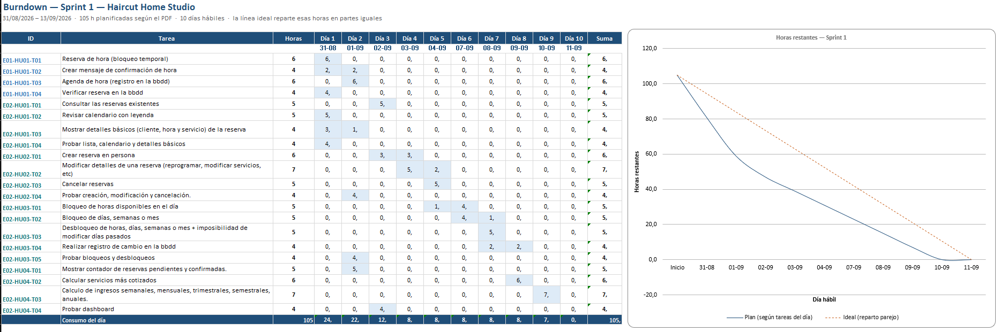 Burndown — Sprint 1 — Haircut Home Studio
31/08/2026 – 13/09/2026 · 105 h planificadas según el PDF · 10 días hábiles · la línea ideal reparte esas horas en partes iguales
ID Tarea Horas Día 1 Día 2 Día 3 Día 4 Día 5 Día 6 Día 7 Día 8 Día 9 Día 10 Suma
31-08 01-09 02-09 03-09 04-09 07-09 08-09 09-09 10-09 11-09
E01-HU01-T01 Reserva de hora (bloqueo temporal) 6 6, 0, 0, 0, 0, 0, 0, 0, 0, 0, 6,
E01-HU01-T02 Crear mensaje de confirmación de hora 4 2, 2, 0, 0, 0, 0, 0, 0, 0, 0, 4,
E01-HU01-T03 Agenda de hora (registro en la bbdd) 6 0, 6, 0, 0, 0, 0, 0, 0, 0, 0, 6,
E01-HU01-T04 Verificar reserva en la bbdd 4 4, 0, 0, 0, 0, 0, 0, 0, 0, 0, 4,
E02-HU01-T01 Consultar las reservas existentes 5 0, 0, 5, 0, 0, 0, 0, 0, 0, 0, 5,
E02-HU01-T02 Revisar calendario con leyenda 5 5, 0, 0, 0, 0, 0, 0, 0, 0, 0, 5,
E02-HU01-T03 Mostrar detalles básicos (cliente, hora y servicio) de la reserva 4 3, 1, 0, 0, 0, 0, 0, 0, 0, 0, 4,
E02-HU01-T04 Probar lista, calendario y detalles básicos 4 4, 0, 0, 0, 0, 0, 0, 0, 0, 0, 4,
E02-HU02-T01 Crear reserva en persona 6 0, 0, 3, 3, 0, 0, 0, 0, 0, 0, 6,
E02-HU02-T02 Modificar detalles de una reserva (reprogramar, modificar servicios,
etc) 7 0, 0, 0, 5, 2, 0, 0, 0, 0, 0, 7,
E02-HU02-T03 Cancelar reservas 5 0, 0, 0, 0, 5, 0, 0, 0, 0, 0, 5,
E02-HU02-T04 Probar creación, modificación y cancelación. 4 0, 4, 0, 0, 0, 0, 0, 0, 0, 0, 4,
E02-HU03-T01 Bloqueo de horas disponibles en el día 5 0, 0, 0, 0, 1, 4, 0, 0, 0, 0, 5,
E02-HU03-T02 Bloqueo de días, semanas o mes 5 0, 0, 0, 0, 0, 4, 1, 0, 0, 0, 5,
E02-HU03-T03 Desbloqueo de horas, días, semanas o mes + imposibilidad de
modificar días pasados 5 0, 0, 0, 0, 0, 0, 5, 0, 0, 0, 5,
E02-HU03-T04 Realizar registro de cambio en la bbdd 4 0, 0, 0, 0, 0, 0, 2, 2, 0, 0, 4,
E02-HU03-T05 Probar bloqueos y desbloqueos 4 0, 4, 0, 0, 0, 0, 0, 0, 0, 0, 4,
E02-HU04-T01 Mostrar contador de reservas pendientes y confirmadas. 5 0, 5, 0, 0, 0, 0, 0, 0, 0, 0, 5,
E02-HU04-T02 Calcular servicios más cotizados 6 0, 0, 0, 0, 0, 0, 0, 6, 0, 0, 6,
E02-HU04-T03 Calculo de ingresos semanales, mensuales, trimestrales, semestrales,
anuales. 7 0, 0, 0, 0, 0, 0, 0, 0, 7, 0, 7,
E02-HU04-T04 Probar dashboard 4 0, 0, 4, 0, 0, 0, 0, 0, 0, 0, 4,
Consumo del día 105 24, 22, 12, 8, 8, 8, 8, 8, 7, 0, 105,
Horas restantes — Sprint 1
120,0
100,0
80,0
60,0
40,0
20,0
0,0
-20,0
Horas restantes
Inicio 31-08 01-09 02-09 03-09 04-09 07-09 08-09 09-09 10-09 11-09
Día hábil
Plan (según tareas del día) Ideal (reparto parejo)